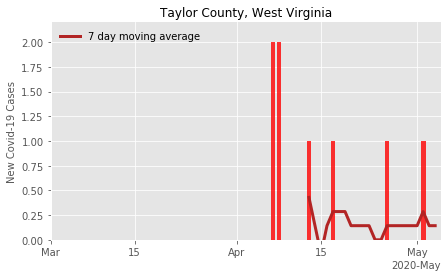 Taylor County, West Virginia
7 day moving average
New Covid-19 Cases
2.00
1.75
1.50
1.25
1.00
0.75
0.50
0.25
0.00
Mar 15 Apr 15 May
2020-May